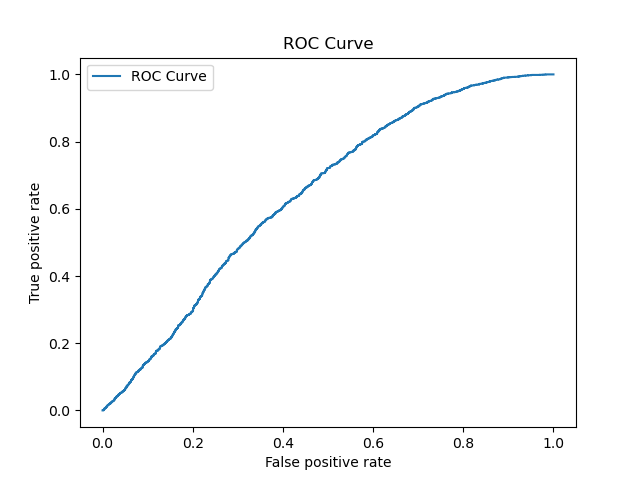 ROC Curve
ROC Curve
1.0
0.8
0.6
0.4
0.2
0.0
True positive rate
0.0 0.2 0.4 0.6 0.8 1.0
False positive rate